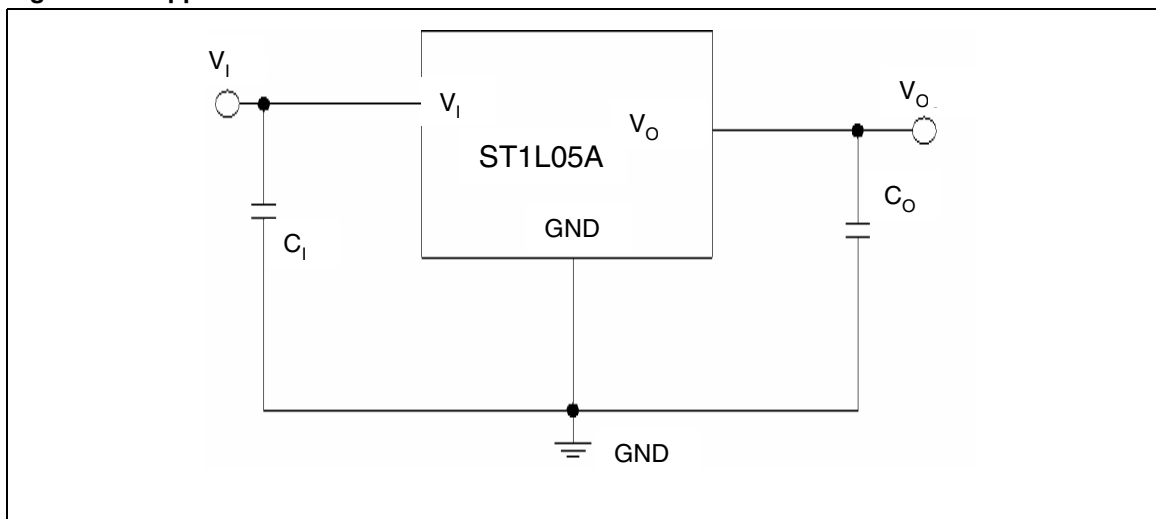 V_I
V_I
V_O
V_O
ST1L05A
C_O
GND
C_I
GND